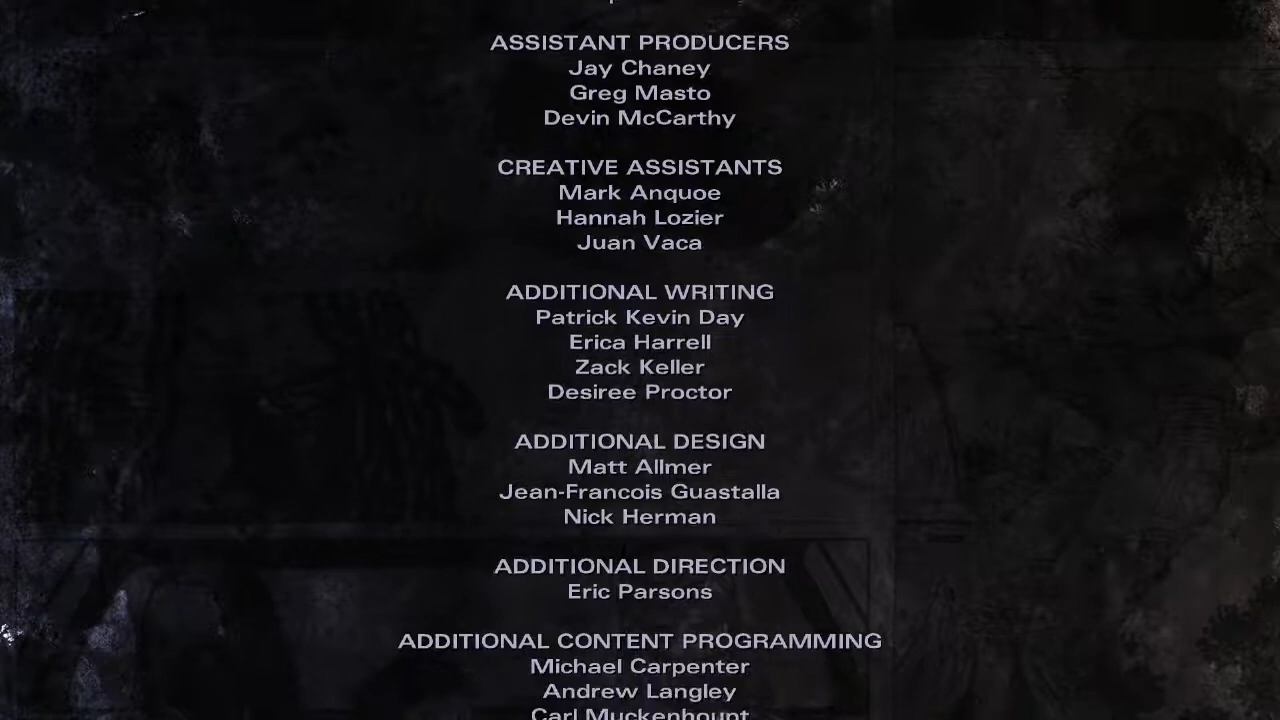 ASSISTANT PRODUCERS
Jay Chaney
Greg Masto
Devin McCarthy
CREATIVE ASSISTANTS
Mark Anquoe
Hannah Lozier
Juan Vaca
ADDITIONAL WRITING
Patrick Kevin Day
Erica Harrell
Zack Keller
Desiree Proctor
ADDITIONAL DESIGN
Matt Allmer
Jean-Francois Guastalla
Nick Herman
ADDITIONAL DIRECTION
Eric Parsons
ADDITIONAL CONTENT PROGRAMMING
Michael Carpenter
Andrew Langley
Carl Muckenhoupt